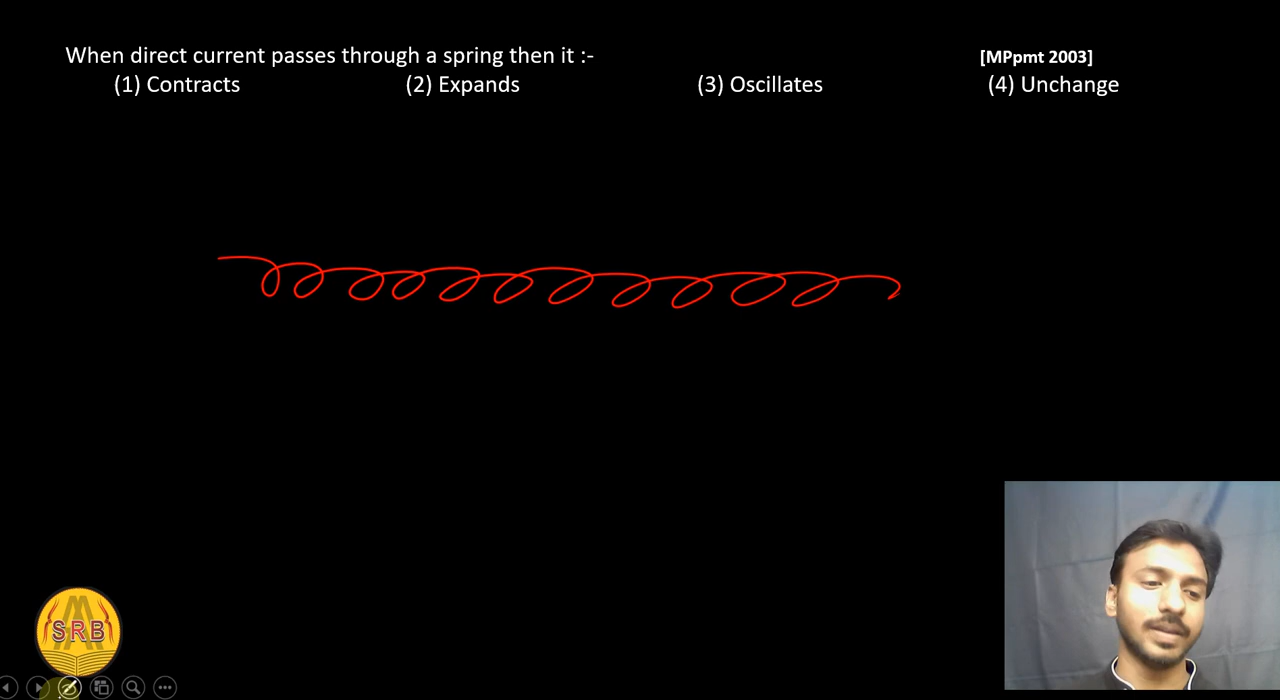 When direct current passes through a spring then it :- [MPpmt 2003]
(1) Contracts (2) Expands (3) Oscillates (4) Unchange
SRB